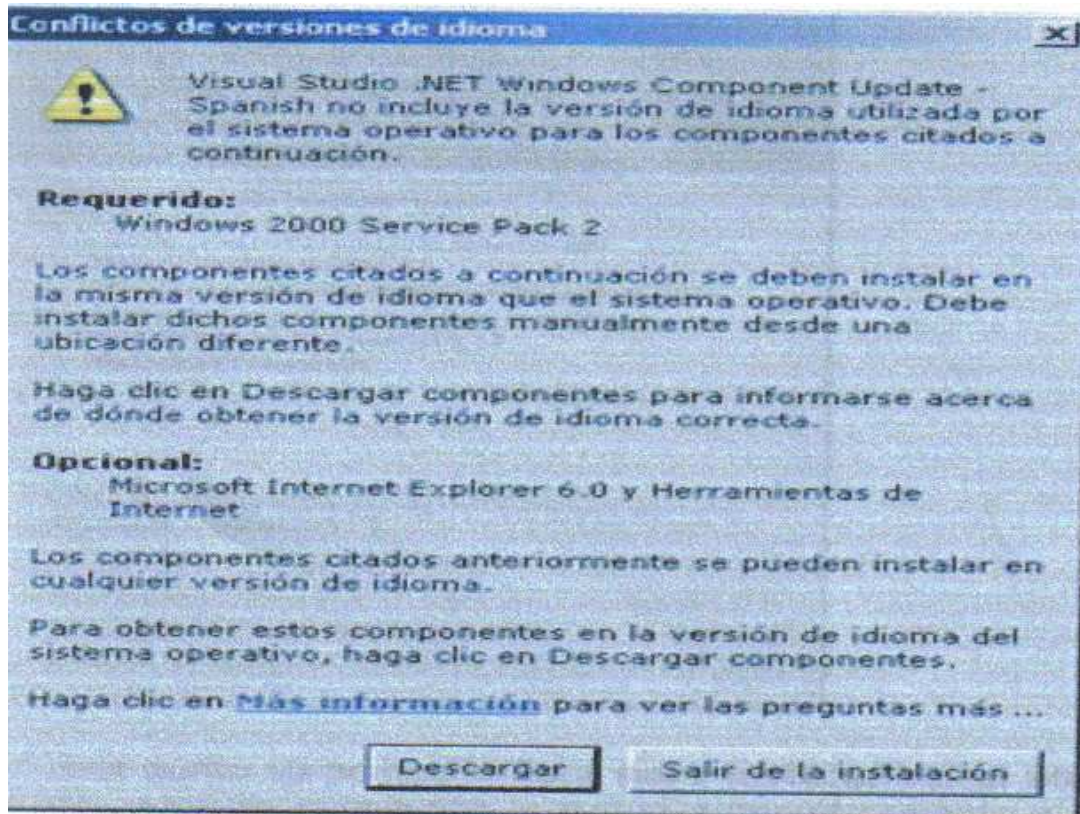 Conflictos de versiones de idioma
Visual Studio .NET Windows Component Update -
Spanish no incluye la versión de idioma utilizada por
el sistema operativo para los componentes citados a
continuación.
Requerido:
Windows 2000 Service Pack 2
Los componentes citados a continuación se deben instalar en
la misma versión de idioma que el sistema operativo. Debe
instalar dichos componentes manualmente desde una
ubicación diferente.
Haga clic en Descargar componentes para informarse acerca
de dónde obtener la versión de idioma correcta.
Opcional:
Microsoft Internet Explorer 6.0 y Herramientas de
Internet
Los componentes citados anteriormente se pueden instalar en
cualquier versión de idioma.
Para obtener estos componentes en la versión de idioma del
sistema operativo, haga clic en Descargar componentes.
Haga clic en Más información para ver las preguntas más ...
Descargar
Salir de la instalación